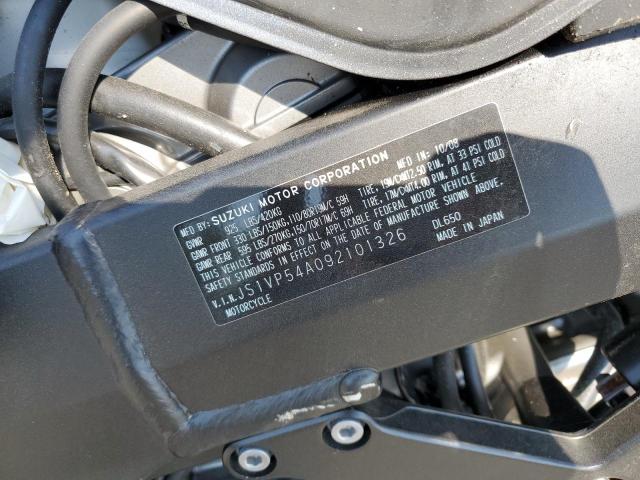 MFD BY: SUZUKI MOTOR CORPORATION MFD IN: 10/08
GVWR 925 LBS/420KG
GAWR FRONT 330 LBS/150KG·110/80R19M/C 59H TIRE, 19M/C×MT2.50 RIM, AT 33 PSI COLD
GAWR REAR 595 LBS/270KG·150/70R17M/C 69H TIRE, 17M/C×MT4.00 RIM, AT 41 PSI COLD
THIS VEHICLE CONFORMS TO ALL APPLICABLE FEDERAL MOTOR VEHICLE
SAFETY STANDARDS IN EFFECT ON THE DATE OF MANUFACTURE SHOWN ABOVE.
V.I.N. JS1VP54A092101326 DL650
MOTORCYCLE MADE IN JAPAN